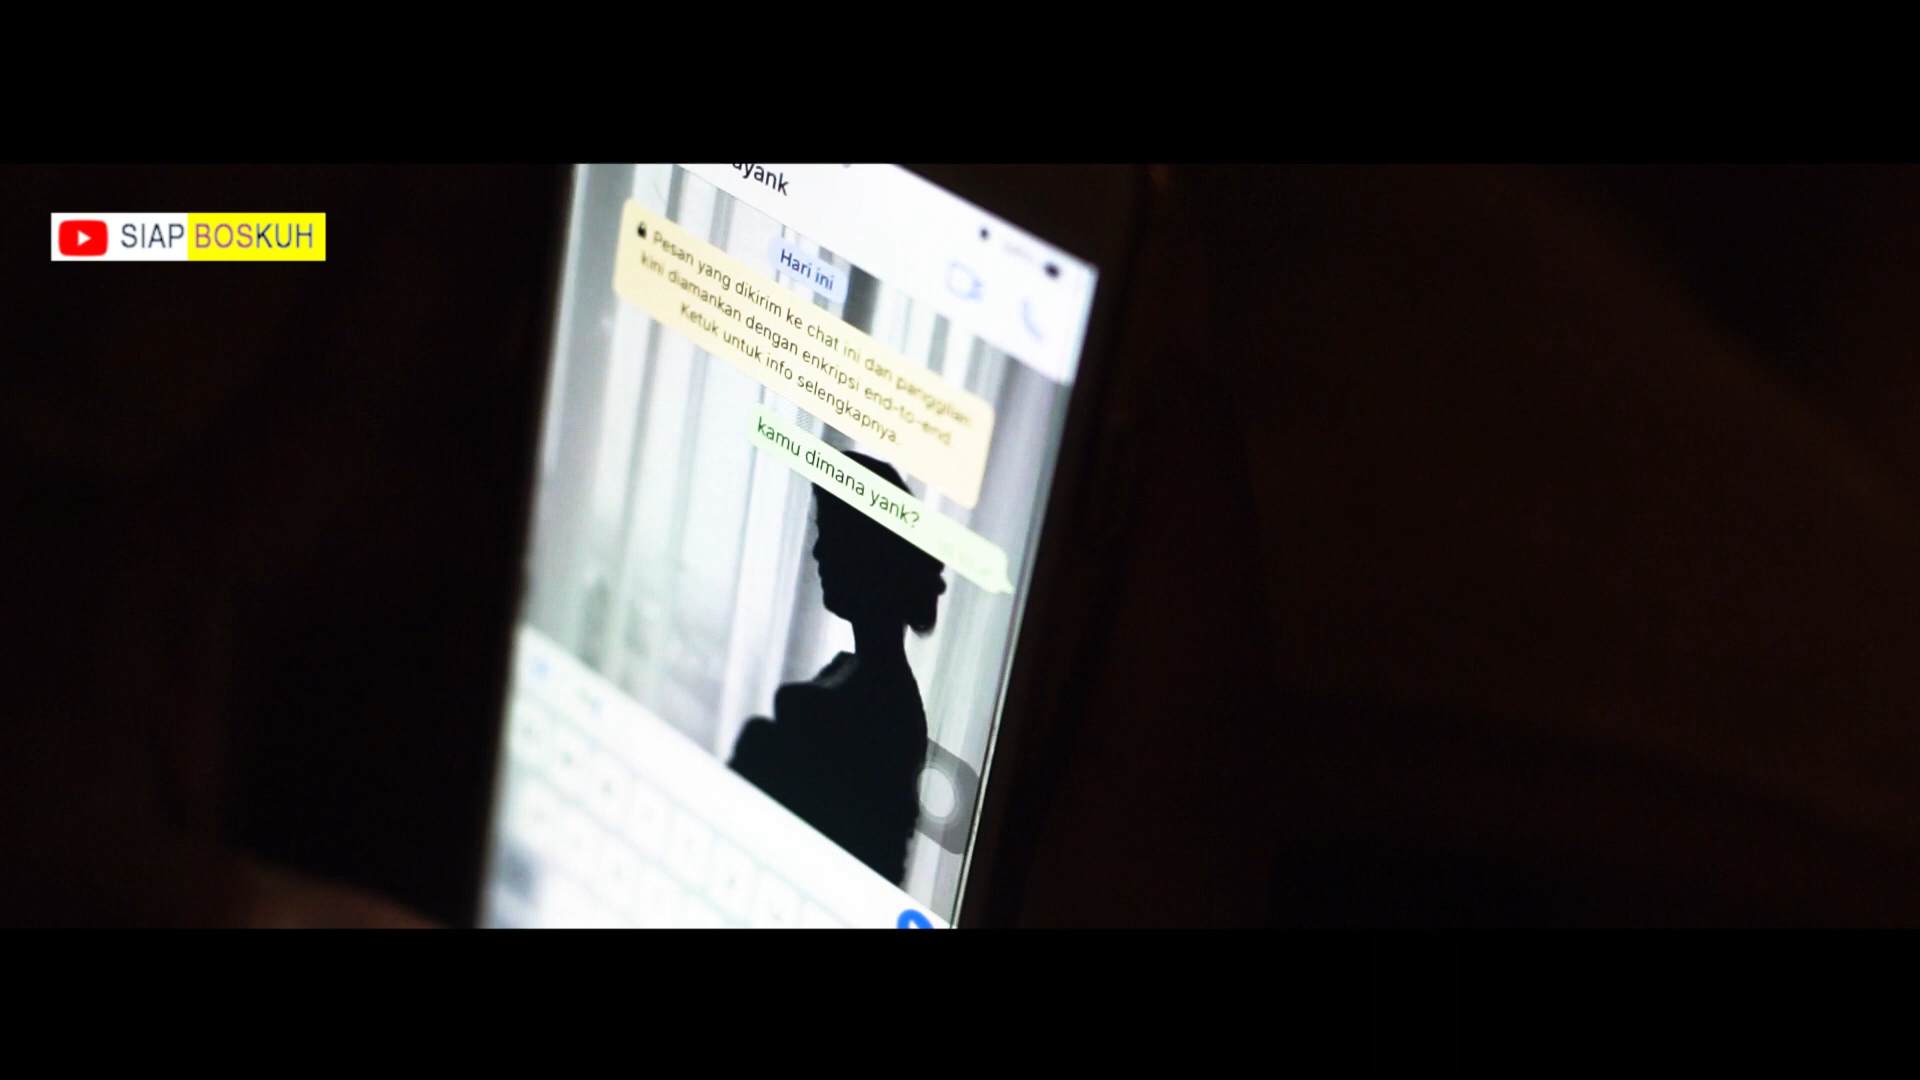 SIAP BOSKUH
ayank
Hari ini
Pesan yang dikirim ke chat ini dan panggilan
kini diamankan dengan enkripsi end-to-end.
Ketuk untuk info selengkapnya.
kamu dimana yank?